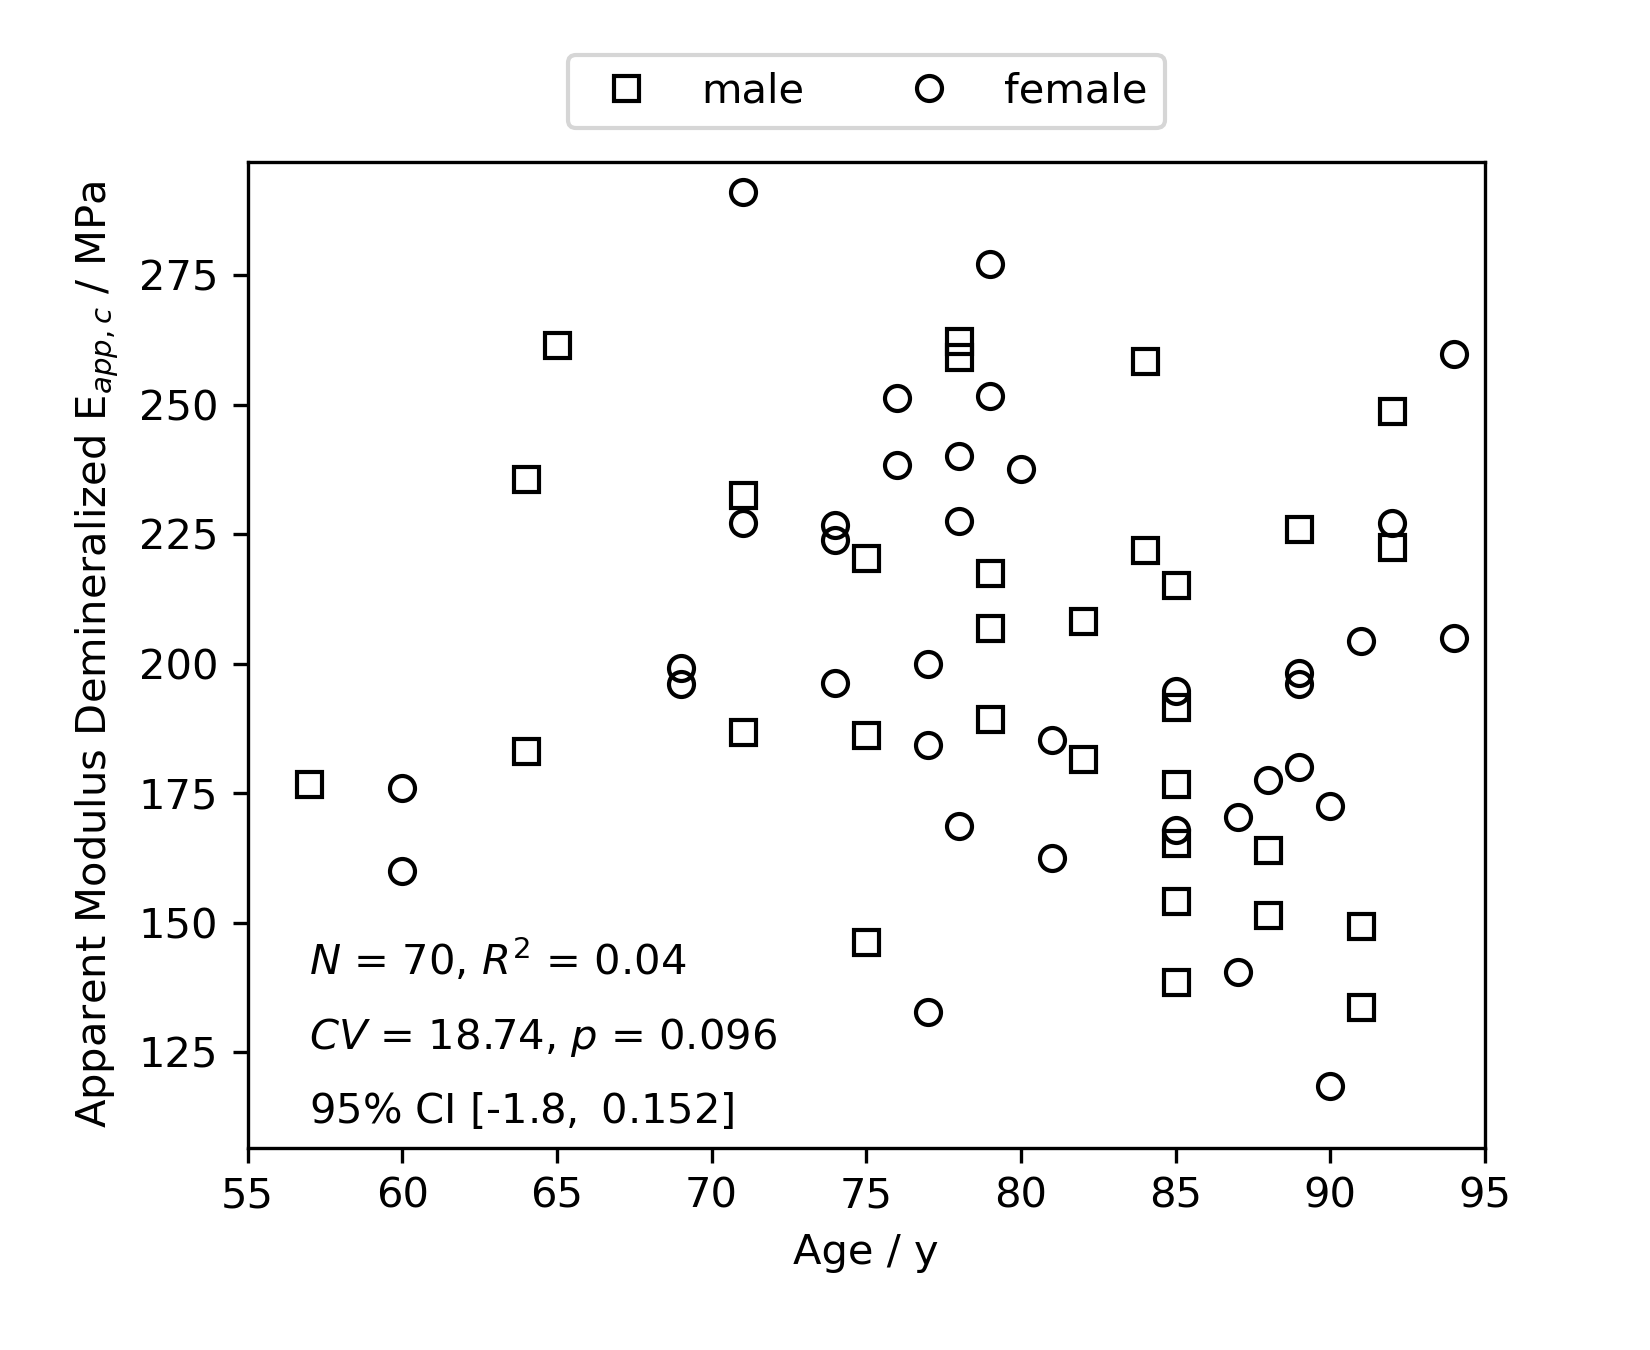 male female
Apparent Modulus Demineralized E_{app, c} / MPa
275
250
225
200
175
150
125
N = 70, R² = 0.04
CV = 18.74, p = 0.096
95% CI [-1.8, 0.152]
55 60 65 70 75 80 85 90 95
Age / y